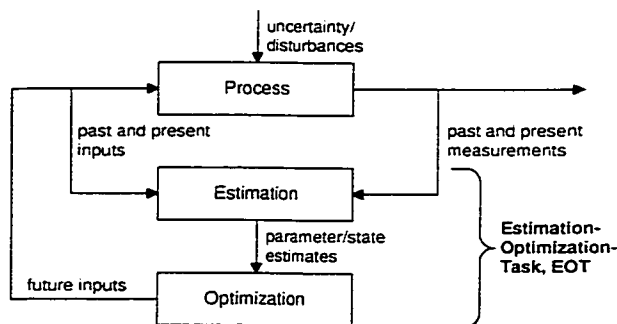 uncertainty/
disturbances
Process
past and present
inputs
past and present
measurements
Estimation
parameter/state
estimates
Estimation-
Optimization-
Task, EOT
future inputs
Optimization